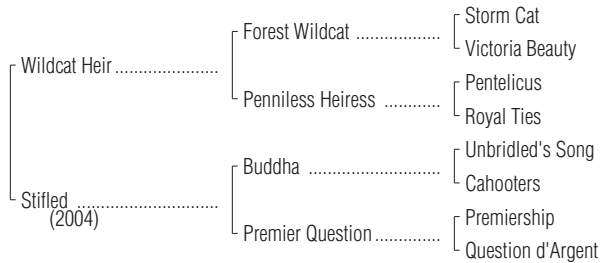 Storm Cat
Forest Wildcat ..................
Victoria Beauty
Wildcat Heir......................
Pentelicus
Penniless Heiress ............
Royal Ties
Unbridled's Song
Buddha ............................
Cahooters
Stifled ..............................
(2004)
Premiership
Premier Question..............
Question d'Argent